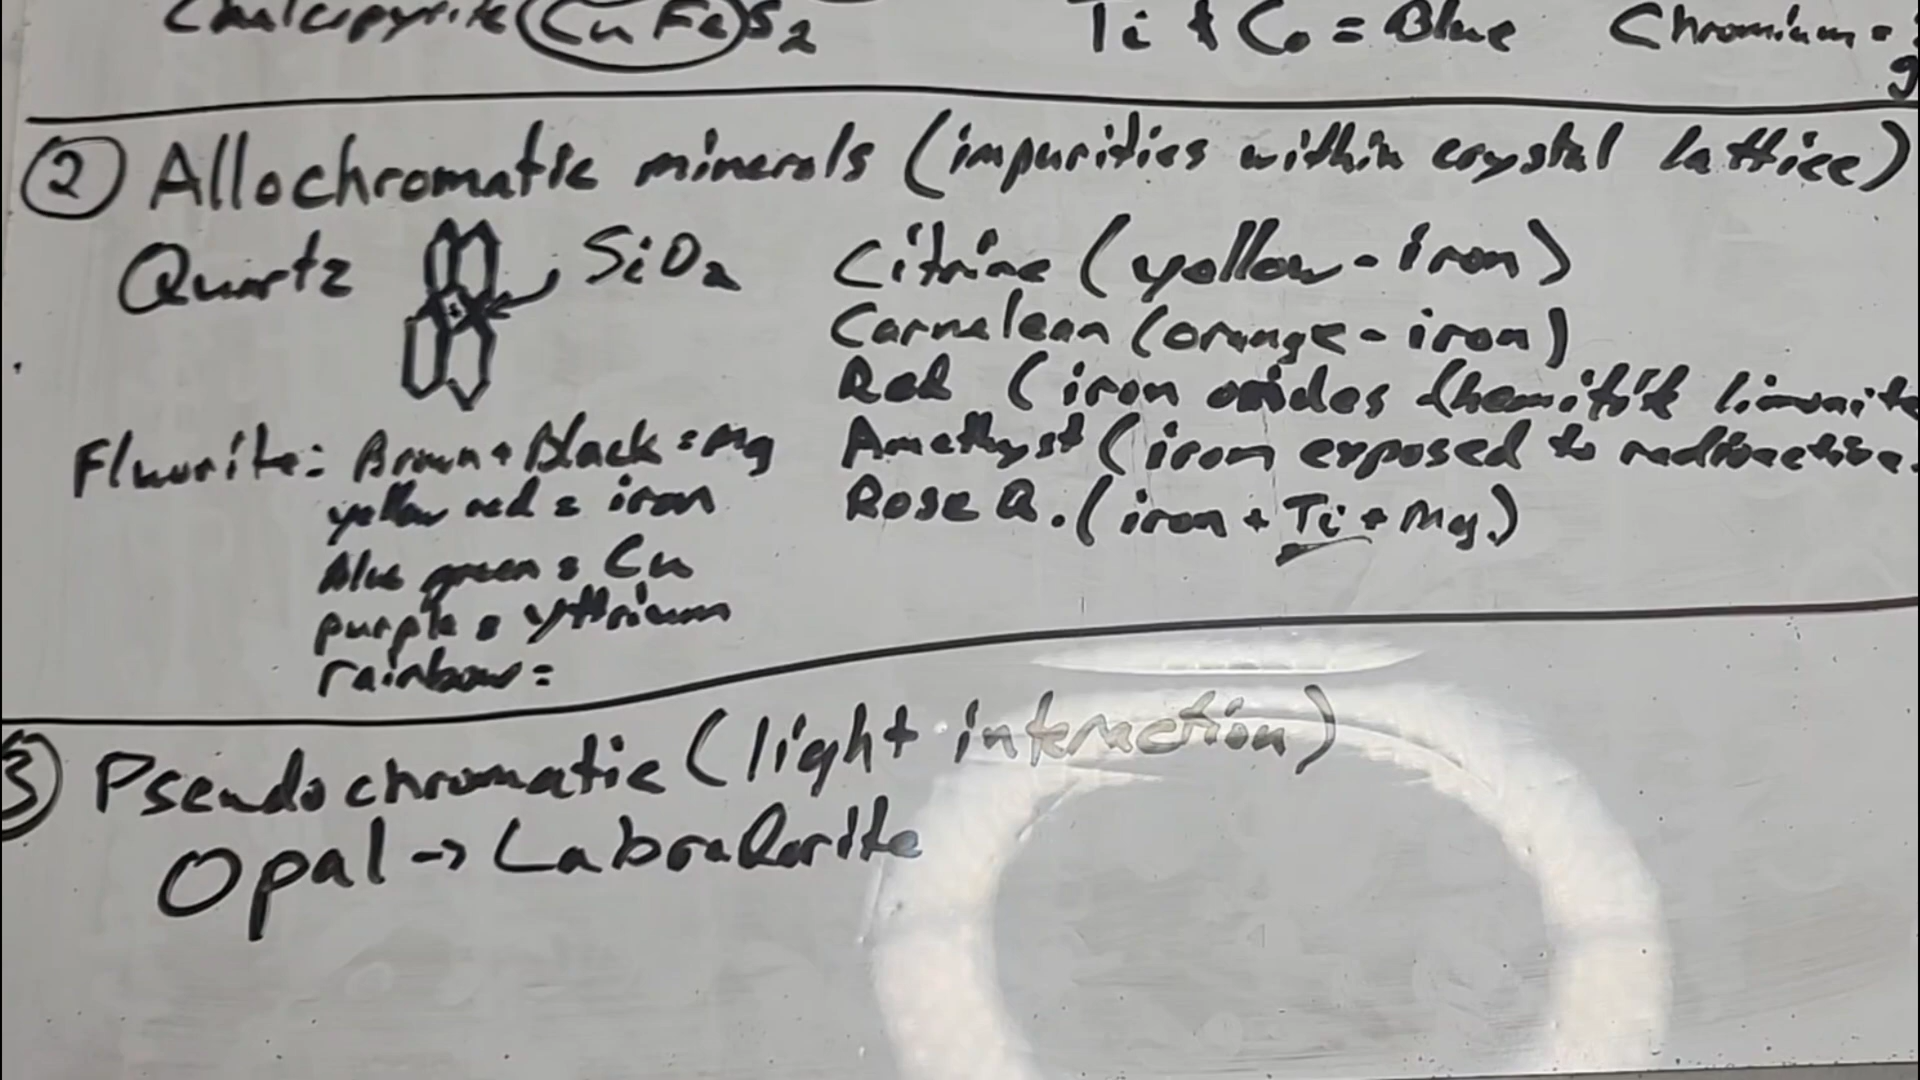 Chalcopyrite CuFeS2
Ti & Co = Blue Chromium =
② Allochromatic minerals (impurities within crystal lattice)
Quartz SiO2
Citrine (yellow - iron)
Carnelean (orange - iron)
Red (iron oxides
Amethyst (iron exposed to radioactive
Rose Q. (iron + Ti + Mg.)
Fluorite: Brown + Black = Mg
yellow red = iron
Blue green = Cu
purple = yttrium
rainbow =
3 Pseudochromatic (light interaction)
Opal → Labradorite